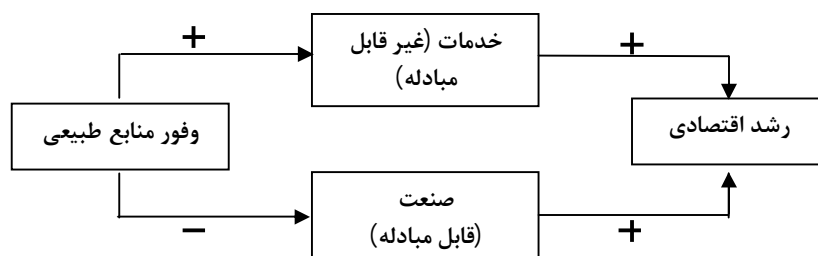 +
خدمات (غیر قابل
مبادله)
+
وفور منابع طبیعی
رشد اقتصادی
−
صنعت
(قابل مبادله)
+